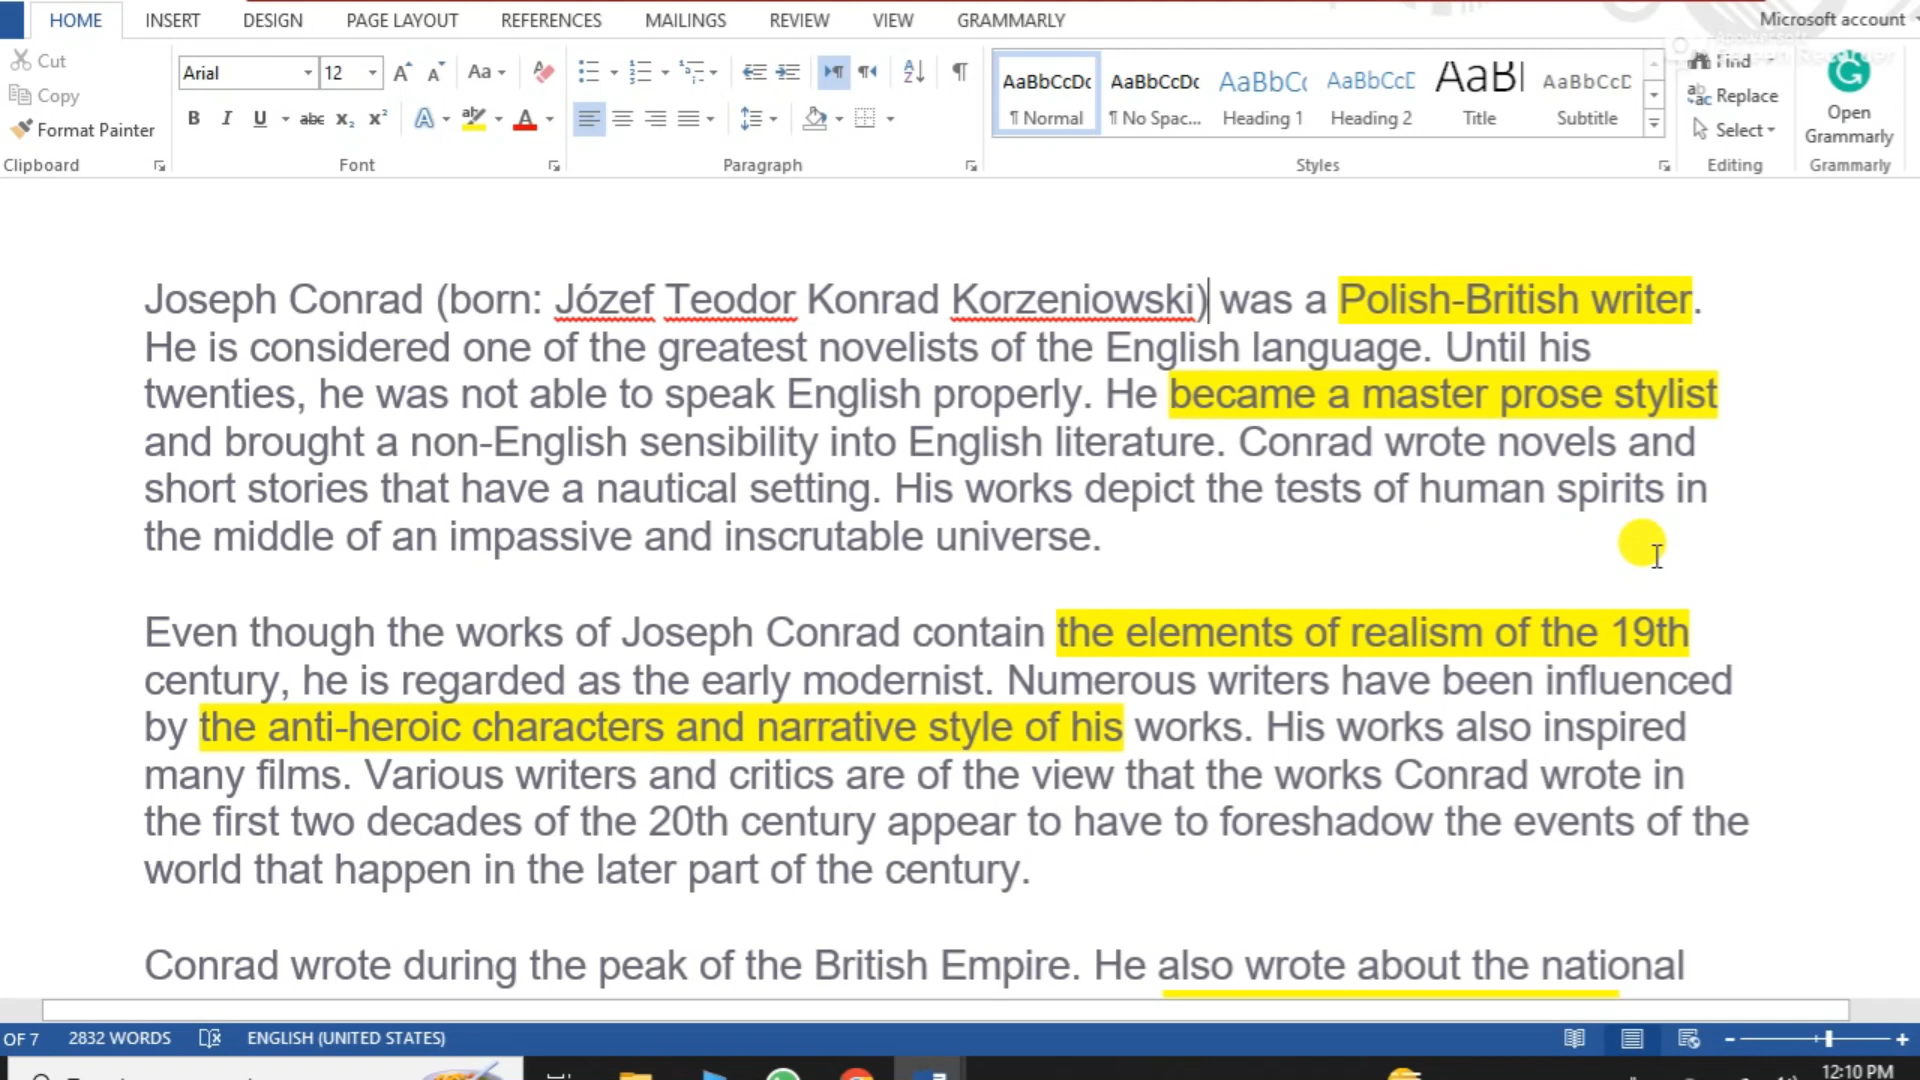 HOME INSERT DESIGN PAGE LAYOUT REFERENCES MAILINGS REVIEW VIEW GRAMMARLY Microsoft account
Cut
Copy
Format Painter
Clipboard
Arial 12
Font
Paragraph
AaBbCcDc AaBbCcDc AaBbCc AaBbCcD AaBl AaBbCcD
¶ Normal ¶ No Spac... Heading 1 Heading 2 Title Subtitle
Styles
Find
Replace
Select
Editing
Open
Grammarly
Grammarly
Joseph Conrad (born: Józef Teodor Konrad Korzeniowski) was a Polish-British writer.
He is considered one of the greatest novelists of the English language. Until his
twenties, he was not able to speak English properly. He became a master prose stylist
and brought a non-English sensibility into English literature. Conrad wrote novels and
short stories that have a nautical setting. His works depict the tests of human spirits in
the middle of an impassive and inscrutable universe.
Even though the works of Joseph Conrad contain the elements of realism of the 19th
century, he is regarded as the early modernist. Numerous writers have been influenced
by the anti-heroic characters and narrative style of his works. His works also inspired
many films. Various writers and critics are of the view that the works Conrad wrote in
the first two decades of the 20th century appear to have to foreshadow the events of the
world that happen in the later part of the century.
Conrad wrote during the peak of the British Empire. He also wrote about the national
OF 7 2832 WORDS ENGLISH (UNITED STATES)
12:10 PM